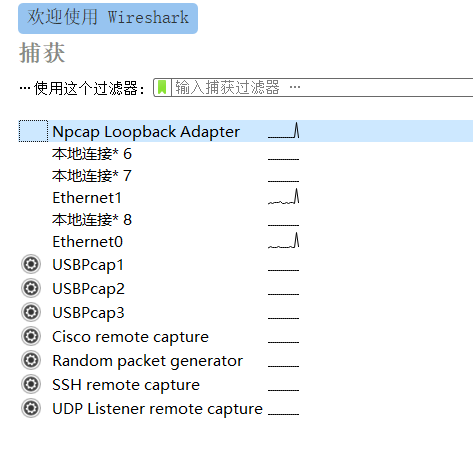 欢迎使用 Wireshark
捕获
… 使用这个过滤器： 输入捕获过滤器 …
Npcap Loopback Adapter
本地连接* 6
本地连接* 7
Ethernet1
本地连接* 8
Ethernet0
USBPcap1
USBPcap2
USBPcap3
Cisco remote capture
Random packet generator
SSH remote capture
UDP Listener remote capture